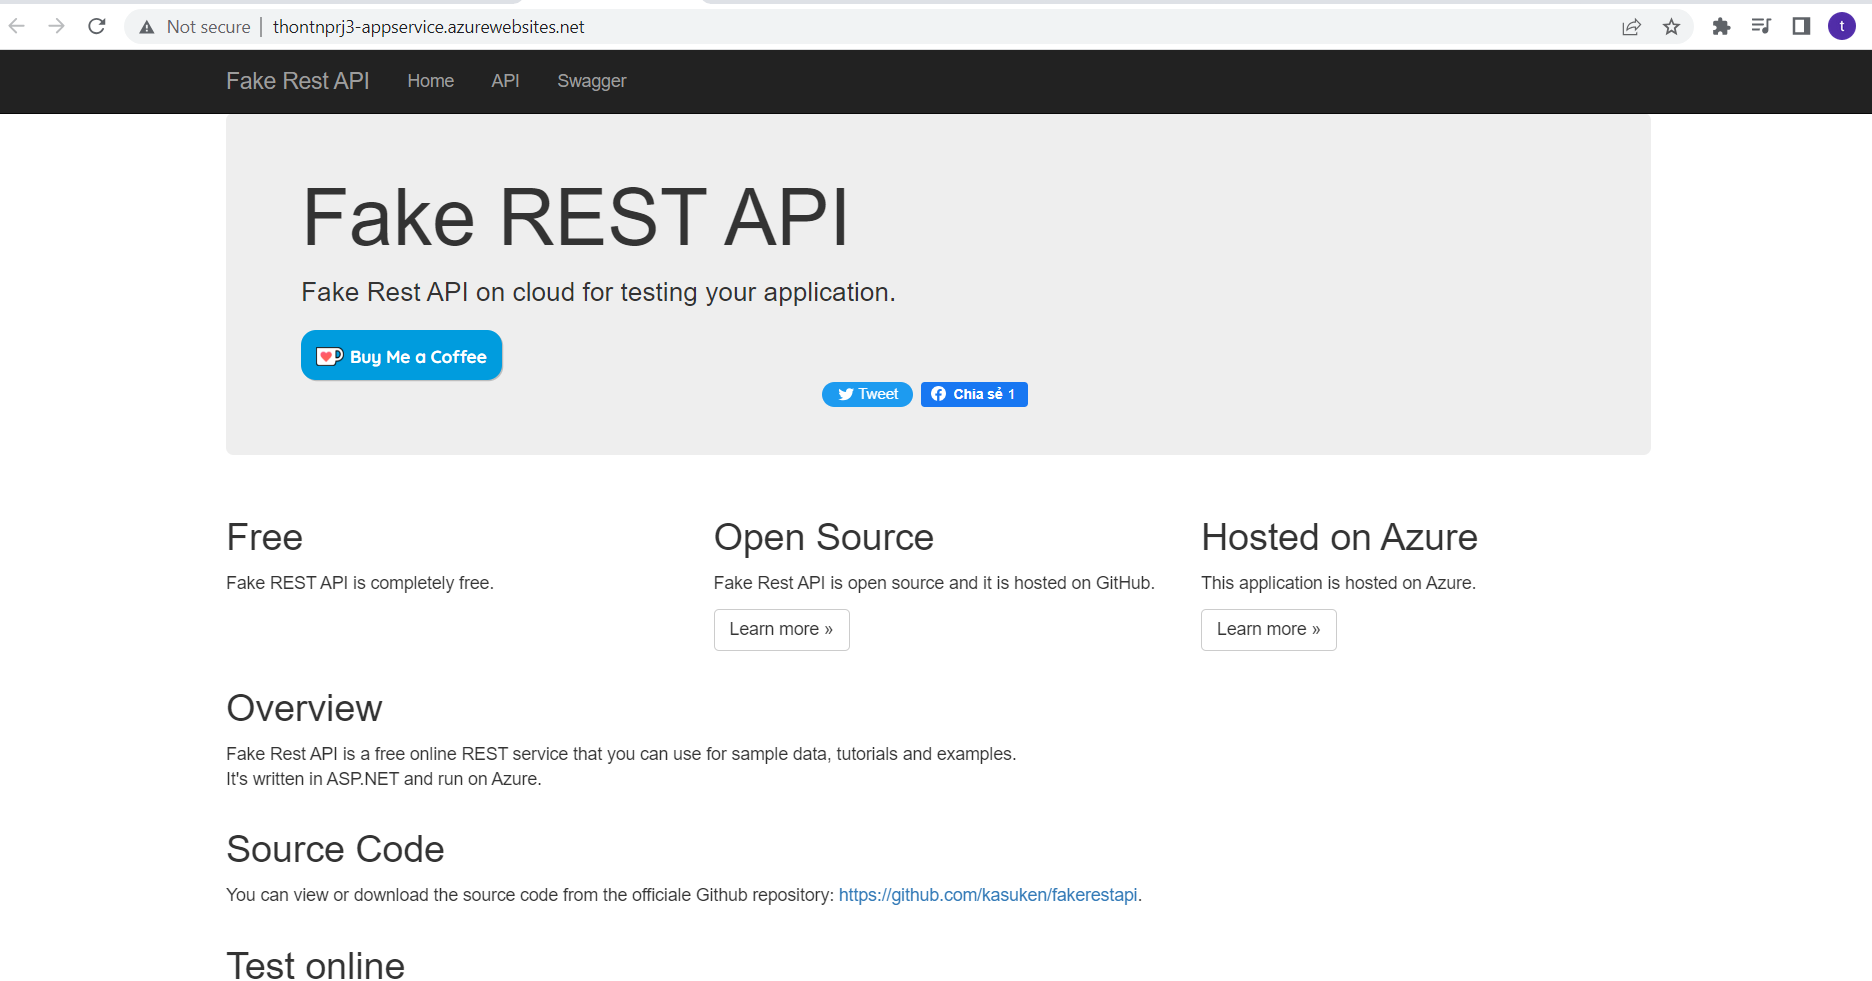 Not secure | thontnprj3-appservice.azurewebsites.net
t
Fake Rest API Home API Swagger
Fake REST API
Fake Rest API on cloud for testing your application.
Buy Me a Coffee
Tweet Chia sẻ 1
Free
Fake REST API is completely free.
Open Source
Fake Rest API is open source and it is hosted on GitHub.
Learn more »
Hosted on Azure
This application is hosted on Azure.
Learn more »
Overview
Fake Rest API is a free online REST service that you can use for sample data, tutorials and examples.
It's written in ASP.NET and run on Azure.
Source Code
You can view or download the source code from the officiale Github repository: https://github.com/kasuken/fakerestapi.
Test online